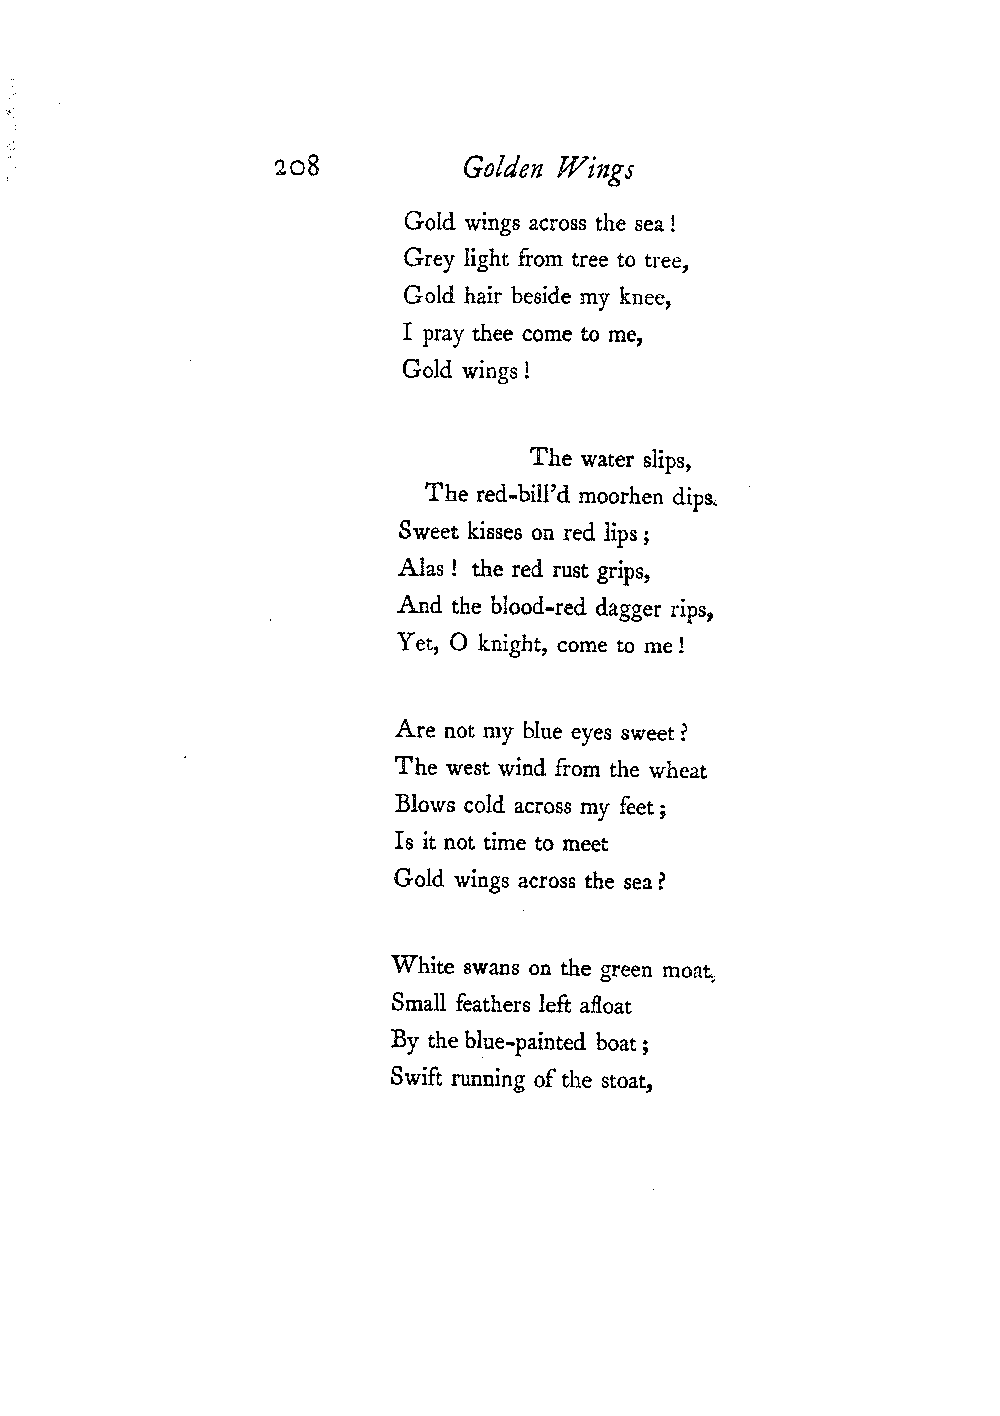 208 Golden Wings
Gold wings across the sea !
Grey light from tree to tree,
Gold hair beside my knee,
I pray thee come to me,
Gold wings !
The water slips,
The red-bill'd moorhen dips.
Sweet kisses on red lips ;
Alas ! the red rust grips,
And the blood-red dagger rips,
Yet, O knight, come to me !
Are not my blue eyes sweet ?
The west wind from the wheat
Blows cold across my feet ;
Is it not time to meet
Gold wings across the sea ?
White swans on the green moat,
Small feathers left afloat
By the blue-painted boat ;
Swift running of the stoat,